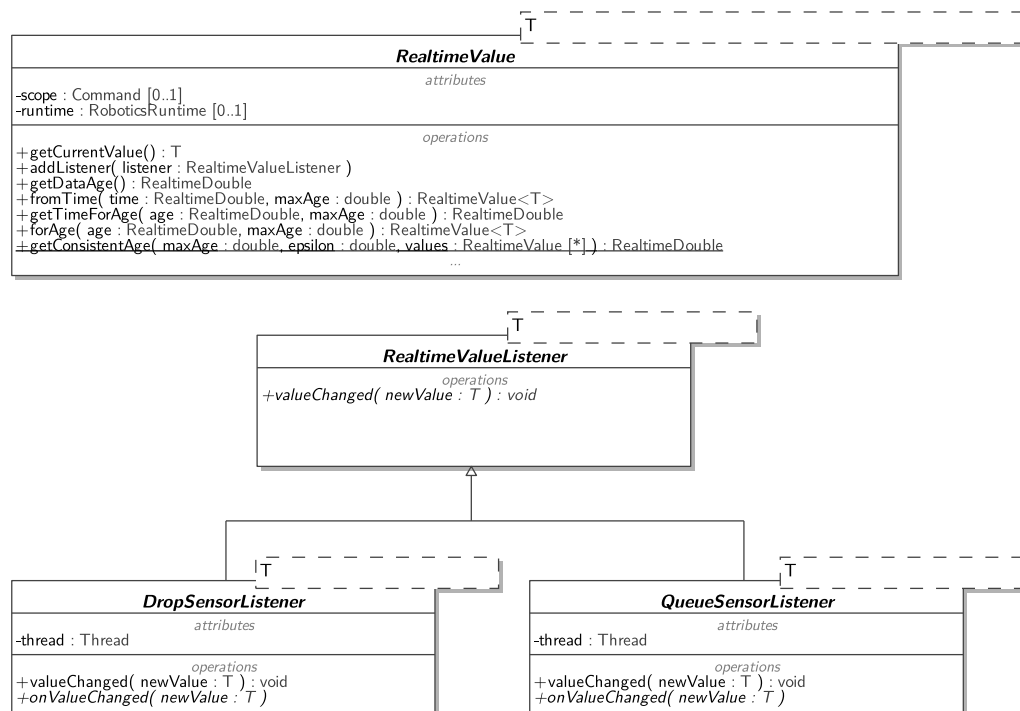 T
RealtimeValue
attributes
-scope : Command [0..1]
-runtime : RoboticsRuntime [0..1]
operations
+getCurrentValue() : T
+addListener( listener : RealtimeValueListener )
+getDataAge() : RealtimeDouble
+fromTime( time : RealtimeDouble, maxAge : double ) : RealtimeValue<T>
+getTimeForAge( age : RealtimeDouble, maxAge : double ) : RealtimeDouble
+forAge( age : RealtimeDouble, maxAge : double ) : RealtimeValue<T>
+getConsistentAge( maxAge : double, epsilon : double, values : RealtimeValue [*] ) : RealtimeDouble
...
T
RealtimeValueListener
operations
+valueChanged( newValue : T ) : void
T
DropSensorListener
attributes
-thread : Thread
operations
+valueChanged( newValue : T ) : void
+onValueChanged( newValue : T )
T
QueueSensorListener
attributes
-thread : Thread
operations
+valueChanged( newValue : T ) : void
+onValueChanged( newValue : T )